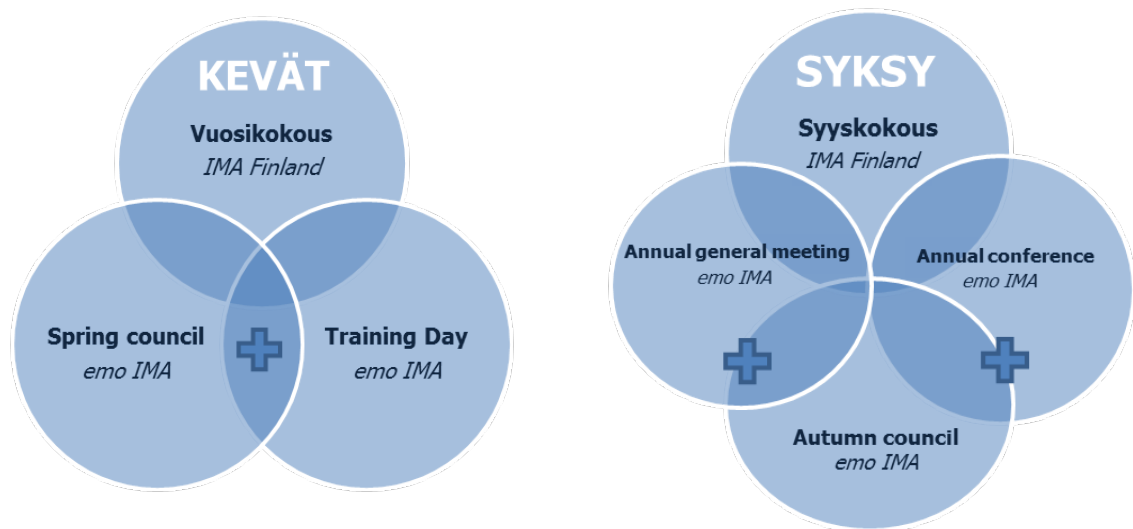 KEVÄT
Vuosikokous
IMA Finland
Spring council
emo IMA
Training Day
emo IMA
SYKSY
Syyskokous
IMA Finland
Annual general meeting
emo IMA
Annual conference
emo IMA
Autumn council
emo IMA